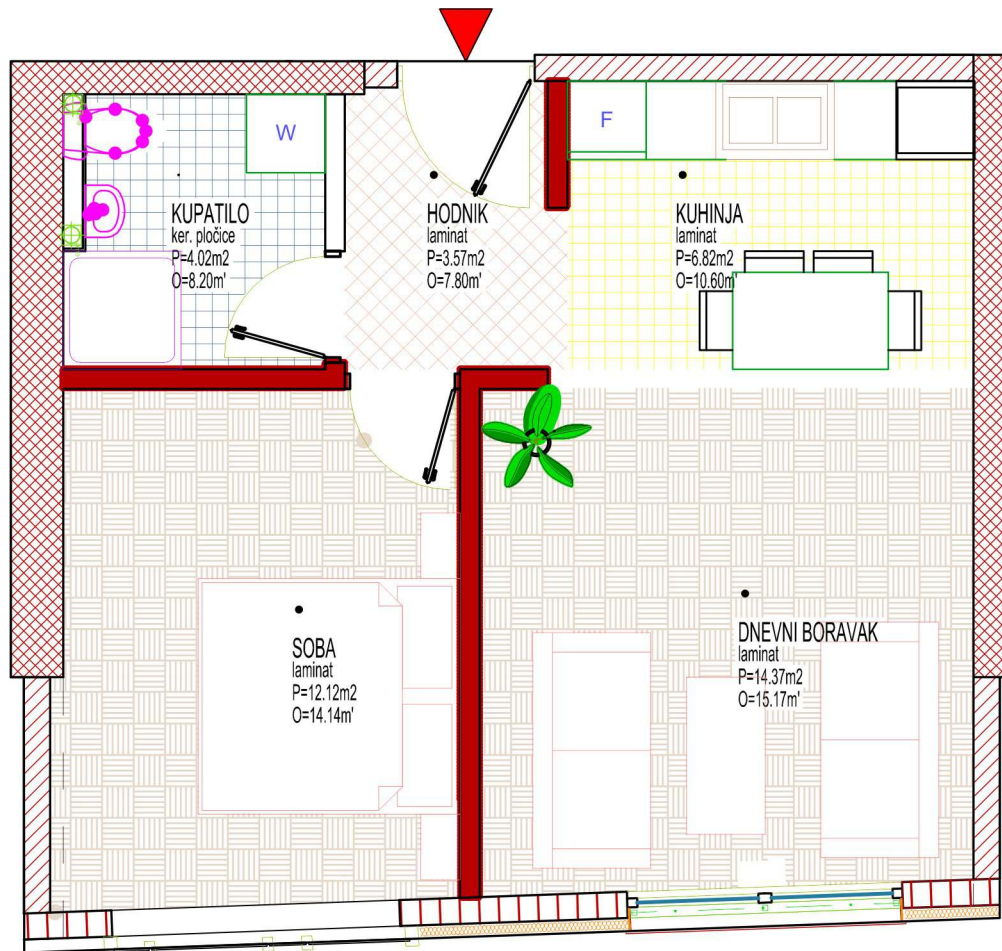 W
F
KUPATILO
ker. pločice
P=4.02m2
O=8.20m'
HODNIK
laminat
P=3.57m2
O=7.80m'
KUHINJA
laminat
P=6.82m2
O=10.60m'
SOBA
laminat
P=12.12m2
O=14.14m'
DNEVNI BORAVAK
laminat
P=14.37m2
O=15.17m'